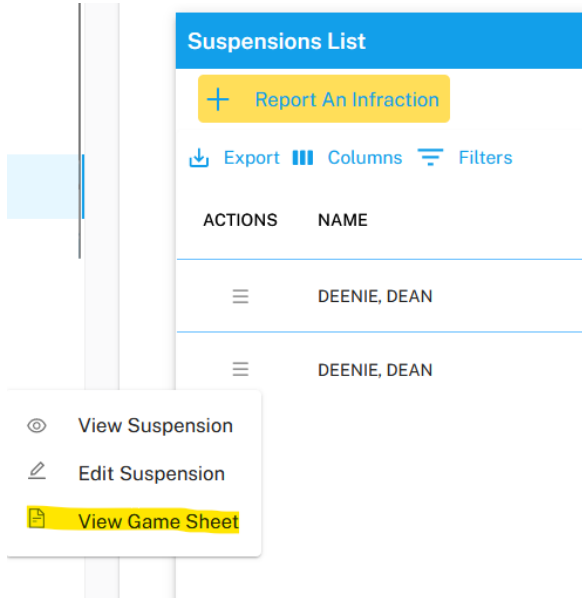 Suspensions List
Report An Infraction
Export Columns Filters
ACTIONS NAME
DEENIE, DEAN
DEENIE, DEAN
View Suspension
Edit Suspension
View Game Sheet